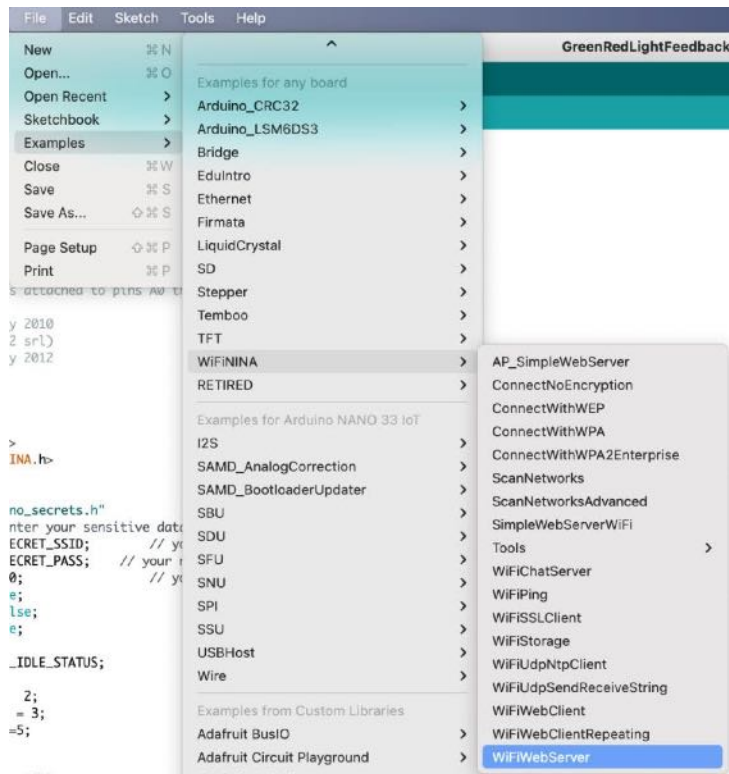 File Edit Sketch Tools Help
GreenRedLightFeedback
New ⌘ N
Open... ⌘ O
Open Recent >
Sketchbook >
Examples >
Close ⌘ W
Save ⌘ S
Save As... ⇧ ⌘ S
Page Setup ⇧ ⌘ P
Print ⌘ P
Examples for any board
Arduino_CRC32 >
Arduino_LSM6DS3 >
Bridge >
EduIntro >
Ethernet >
Firmata >
LiquidCrystal >
SD >
Stepper >
Temboo >
TFT >
WiFiNINA >
RETIRED >
Examples for Arduino NANO 33 IoT
I2S >
SAMD_AnalogCorrection >
SAMD_BootloaderUpdater >
SBU >
SDU >
SFU >
SNU >
SPI >
SSU >
USBHost >
Wire >
Examples from Custom Libraries
Adafruit BusIO >
Adafruit Circuit Playground >
AP_SimpleWebServer
ConnectNoEncryption
ConnectWithWEP
ConnectWithWPA
ConnectWithWPA2Enterprise
ScanNetworks
ScanNetworksAdvanced
SimpleWebServerWiFi
Tools >
WiFiChatServer
WiFiPing
WiFiSSLClient
WiFiStorage
WiFiUdpNtpClient
WiFiUdpSendReceiveString
WiFiWebClient
WiFiWebClientRepeating
WiFiWebServer
s attached to pins A0 t
y 2010
2 srl)
y 2012
>
INA.h>
no_secrets.h"
nter your sensitive data
ECRET_SSID; // y
ECRET_PASS; // your
0; // y
e;
lse;
e;
_IDLE_STATUS;
2;
= 3;
=5;